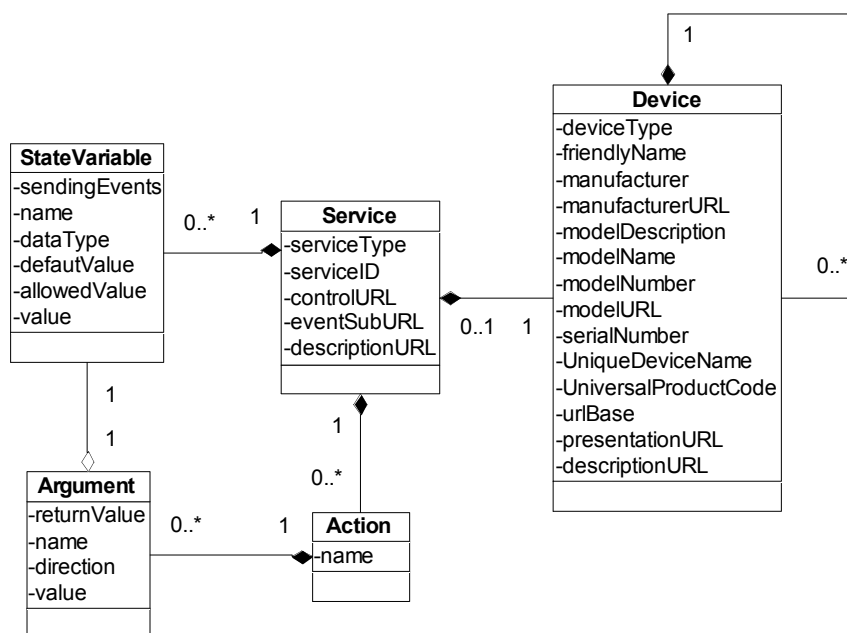 1
Device
-deviceType
-friendlyName
-manufacturer
-manufacturerURL
-modelDescription
-modelName
-modelNumber
-modelURL
-serialNumber
-UniqueDeviceName
-UniversalProductCode
-urlBase
-presentationURL
-descriptionURL
0..*
StateVariable
-sendingEvents
-name
-dataType
-defautValue
-allowedValue
-value
0..*
1
Service
-serviceType
-serviceID
-controlURL
-eventSubURL
-descriptionURL
0..1
1
1
1
1
0..*
Argument
-returnValue
-name
-direction
-value
0..*
1
Action
-name